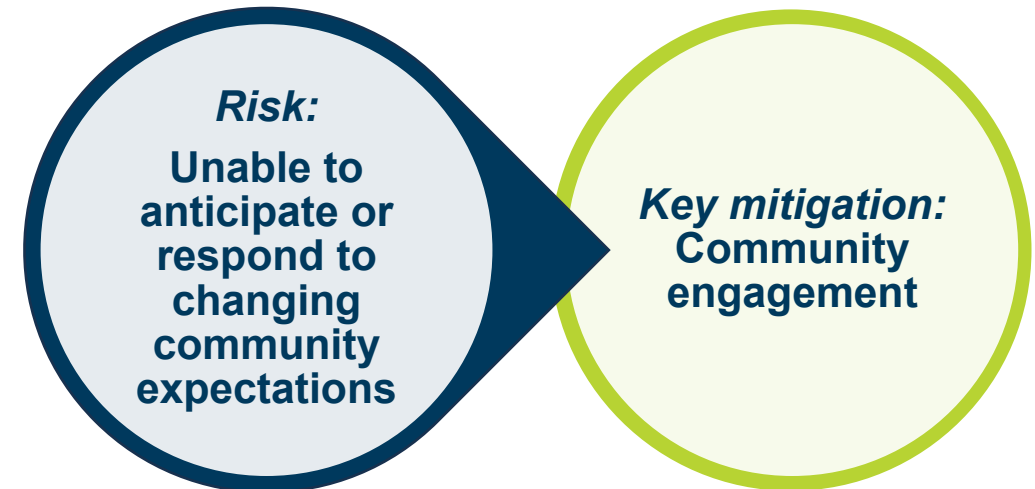 Risk:
Unable to
anticipate or
respond to
changing
community
expectations
Key mitigation:
Community
engagement